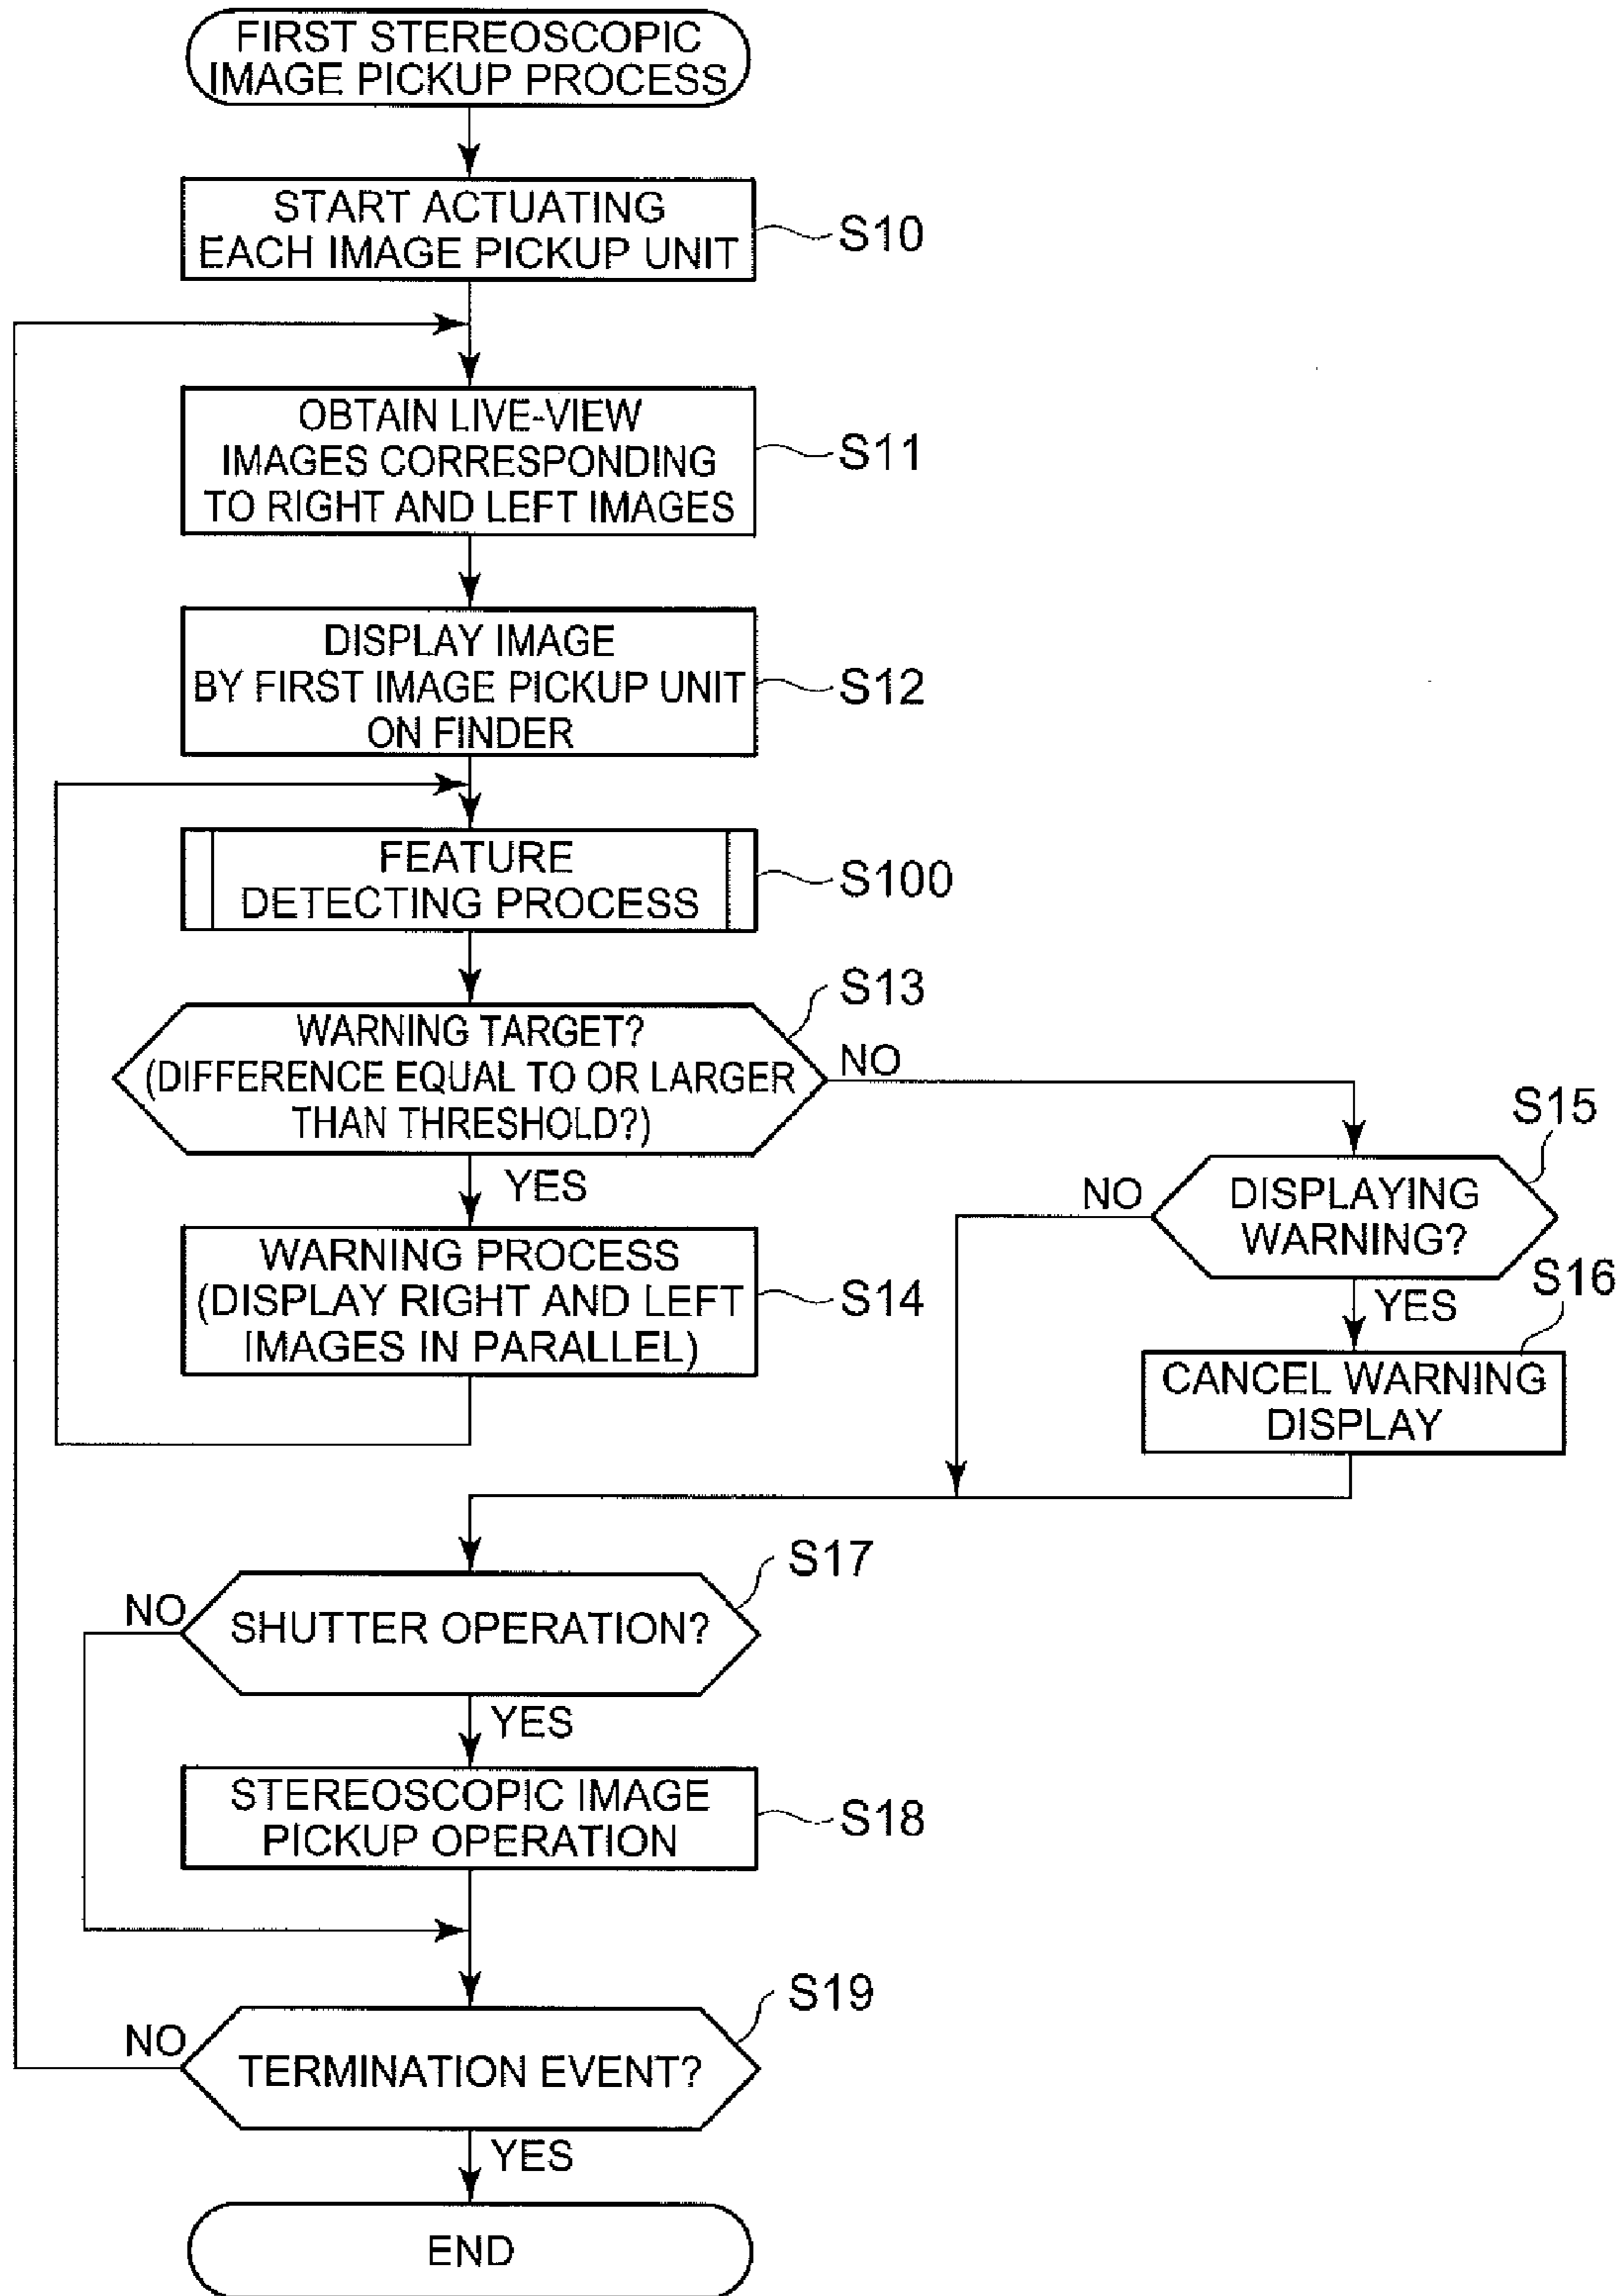 FIRST STEREOSCOPIC
IMAGE PICKUP PROCESS
START ACTUATING
EACH IMAGE PICKUP UNIT
S10
OBTAIN LIVE-VIEW
IMAGES CORRESPONDING
TO RIGHT AND LEFT IMAGES
S11
DISPLAY IMAGE
BY FIRST IMAGE PICKUP UNIT
ON FINDER
S12
FEATURE
DETECTING PROCESS
S100
S13
WARNING TARGET?
(DIFFERENCE EQUAL TO OR LARGER
THAN THRESHOLD?)
NO
YES
WARNING PROCESS
(DISPLAY RIGHT AND LEFT
IMAGES IN PARALLEL)
S14
S15
NO
DISPLAYING
WARNING?
YES
S16
CANCEL WARNING
DISPLAY
S17
NO
SHUTTER OPERATION?
YES
STEREOSCOPIC IMAGE
PICKUP OPERATION
S18
S19
NO
TERMINATION EVENT?
YES
END